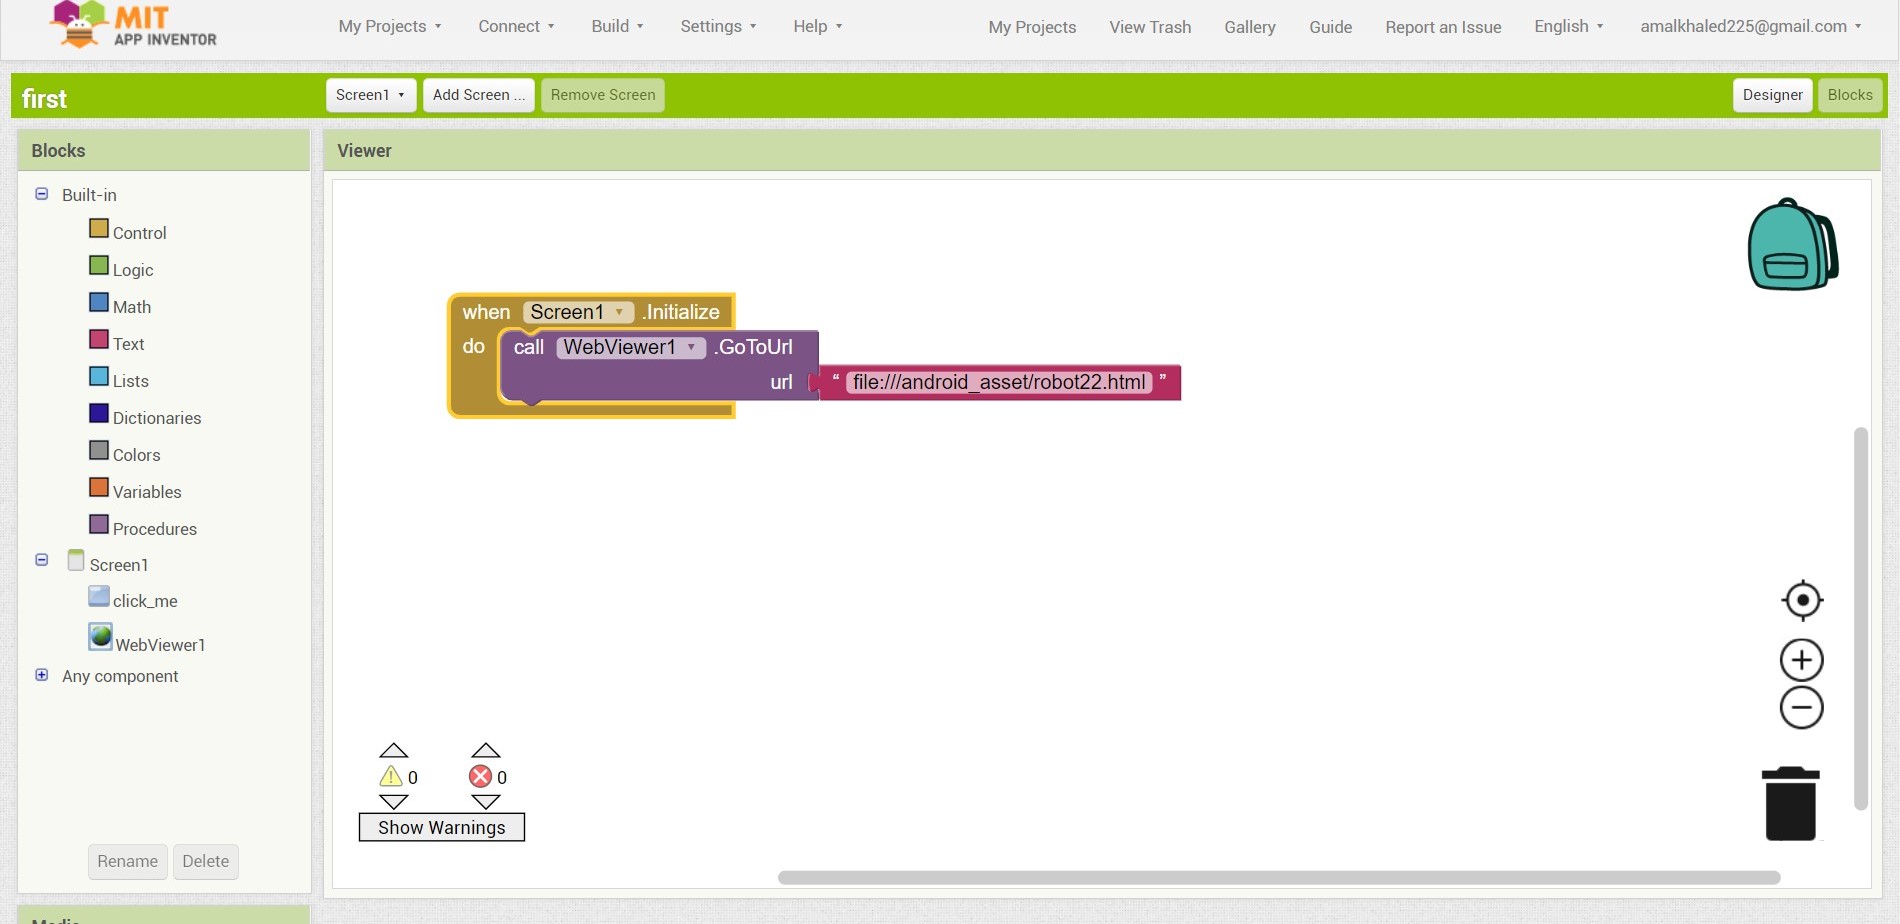 MIT
APP INVENTOR
My Projects Connect Build Settings Help My Projects View Trash Gallery Guide Report an Issue English amalkhaled225@gmail.com
first Screen1 Add Screen ... Remove Screen Designer Blocks
Blocks
Built-in
Control
Logic
Math
Text
Lists
Dictionaries
Colors
Variables
Procedures
Screen1
click_me
WebViewer1
Any component
Rename Delete
Media
Viewer
when Screen1 .Initialize
do call WebViewer1 .GoToUrl
url “ file:///android_asset/robot22.html ”
0 0
Show Warnings